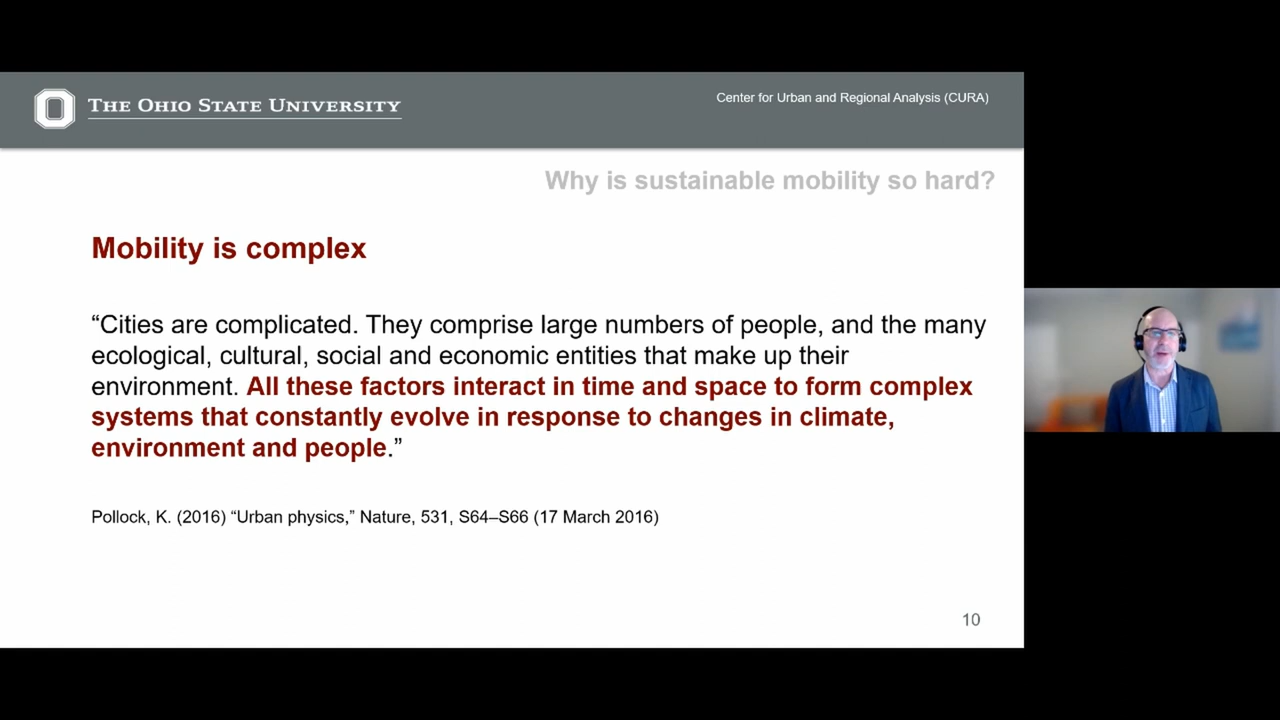 THE OHIO STATE UNIVERSITY
Center for Urban and Regional Analysis (CURA)
Why is sustainable mobility so hard?
Mobility is complex
“Cities are complicated. They comprise large numbers of people, and the many
ecological, cultural, social and economic entities that make up their
environment. All these factors interact in time and space to form complex
systems that constantly evolve in response to changes in climate,
environment and people.”
Pollock, K. (2016) “Urban physics,” Nature, 531, S64–S66 (17 March 2016)
10